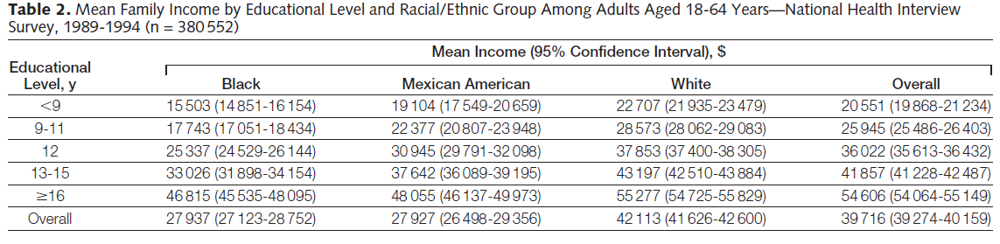 Table 2. Mean Family Income by Educational Level and Racial/Ethnic Group Among Adults Aged 18-64 Years—National Health Interview
Survey, 1989-1994 (n = 380 552)
Mean Income (95% Confidence Interval), $
Educational
Level, y Black Mexican American White Overall
<9 15 503 (14 851-16 154) 19 104 (17 549-20 659) 22 707 (21 935-23 479) 20 551 (19 868-21 234)
9-11 17 743 (17 051-18 434) 22 377 (20 807-23 948) 28 573 (28 062-29 083) 25 945 (25 486-26 403)
12 25 337 (24 529-26 144) 30 945 (29 791-32 098) 37 853 (37 400-38 305) 36 022 (35 613-36 432)
13-15 33 026 (31 898-34 154) 37 642 (36 089-39 195) 43 197 (42 510-43 884) 41 857 (41 228-42 487)
≥16 46 815 (45 535-48 095) 48 055 (46 137-49 973) 55 277 (54 725-55 829) 54 606 (54 064-55 149)
Overall 27 937 (27 123-28 752) 27 927 (26 498-29 356) 42 113 (41 626-42 600) 39 716 (39 274-40 159)